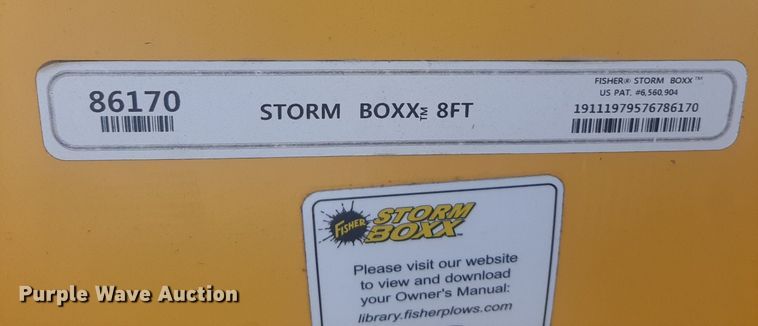 86170
STORM BOXX™ 8FT
FISHER® STORM BOXX™
US PAT. #6,560,904
19111979576786170
FISHER
STORM
BOXX™
Please visit our website
to view and download
your Owner's Manual:
library.fisherplows.com
Purple Wave Auction